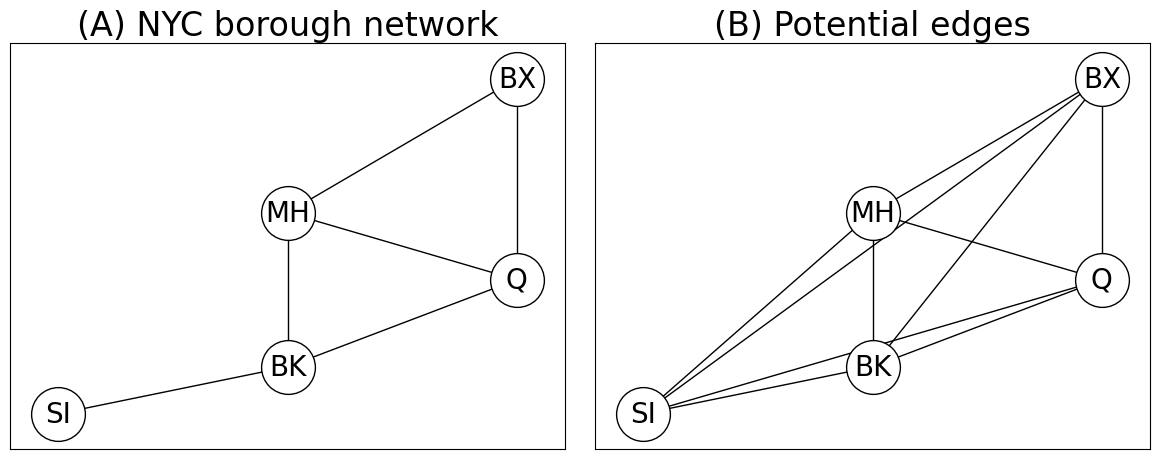 (A) NYC borough network
BX
MH
Q
BK
SI
(B) Potential edges
BX
MH
Q
BK
SI